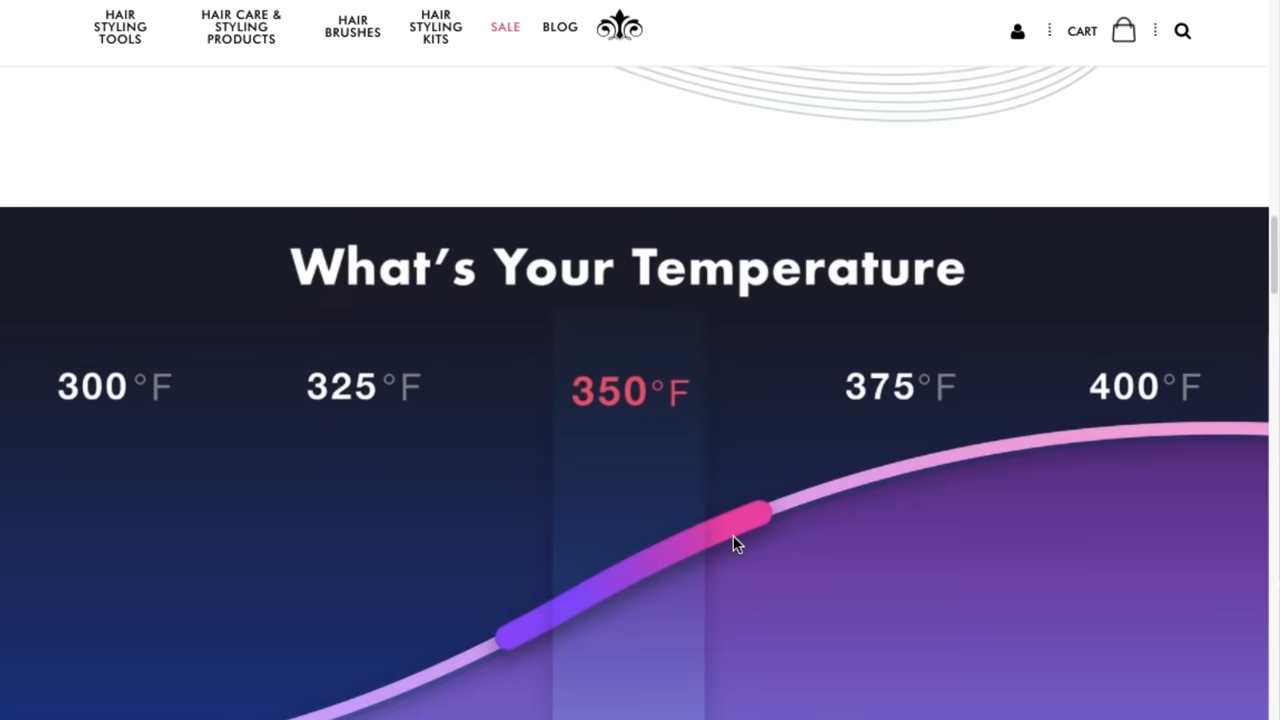 HAIR
STYLING
TOOLS
HAIR CARE &
STYLING
PRODUCTS
HAIR
BRUSHES
HAIR
STYLING
KITS
SALE
BLOG
CART
What’s Your Temperature
300°F
325°F
350°F
375°F
400°F